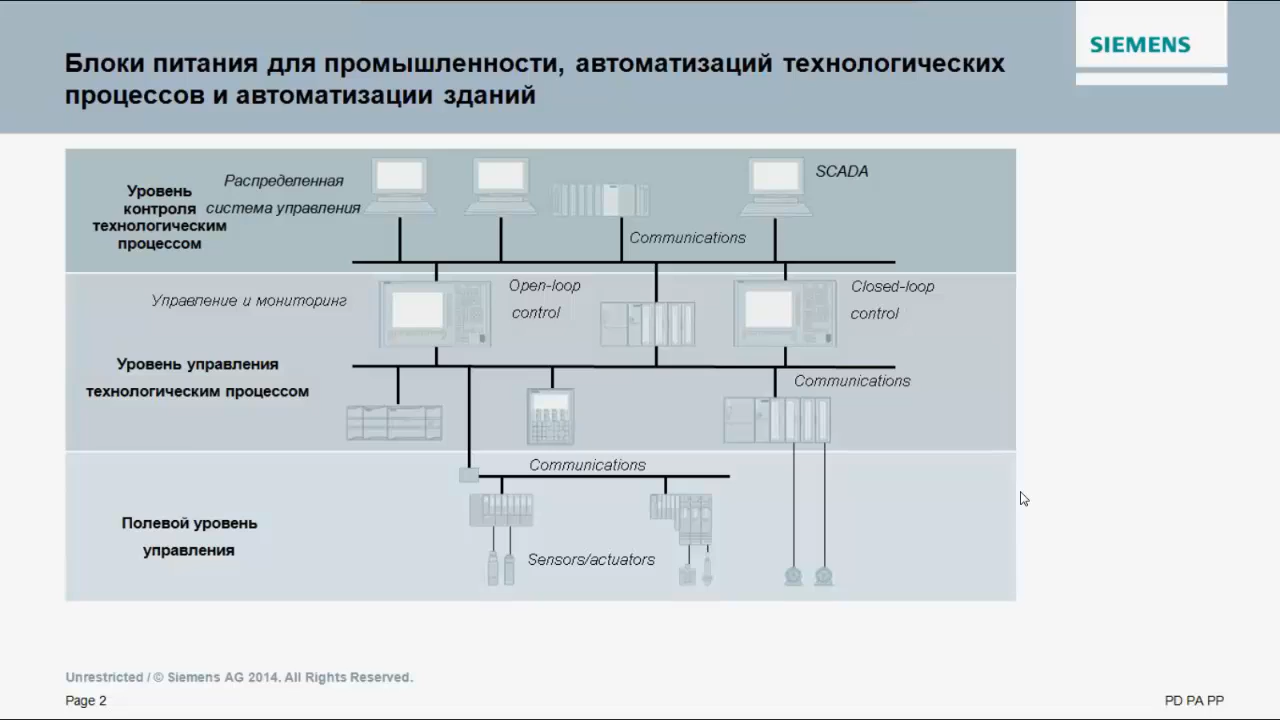 SIEMENS
Блоки питания для промышленности, автоматизаций технологических
процессов и автоматизации зданий
Уровень
контроля
технологическим
процессом
Распределенная
система управления
SCADA
Communications
Управление и мониторинг
Open-loop
control
Closed-loop
control
Уровень управления
технологическим процессом
Communications
Communications
Полевой уровень
управления
Sensors/actuators
Unrestricted / © Siemens AG 2014. All Rights Reserved.
Page 2
PD PA PP